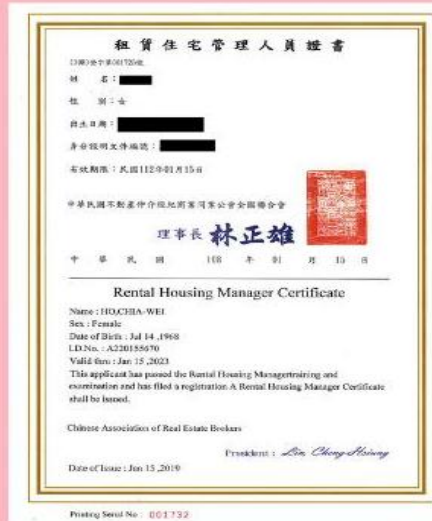 租賃住宅管理人員證書
姓 名:
性 別:女
出生日期:
身份證明文件編號:
有效期限:民國112年01月15日
中華民國不動產仲介經紀商業同業公會全國聯合會
理事長 林正雄
中 華 民 國 108 年 01 月 15 日
Rental Housing Manager Certificate
Name : HO,CHIA-WEI
Sex : Female
Date of Birth : Jul 14 ,1968
I.D.No. : A220155670
Valid thru : Jan 15 ,2023
This applicant has passed the Rental Housing Managertraining and
examination and has filed a registration A Rental Housing Manager Certificate
shall be issued.
Chinese Association of Real Estate Brokers
President : Lin Cheng-Hsiung
Date of Issue : Jan 15 ,2019
Printing Serial No : 001732